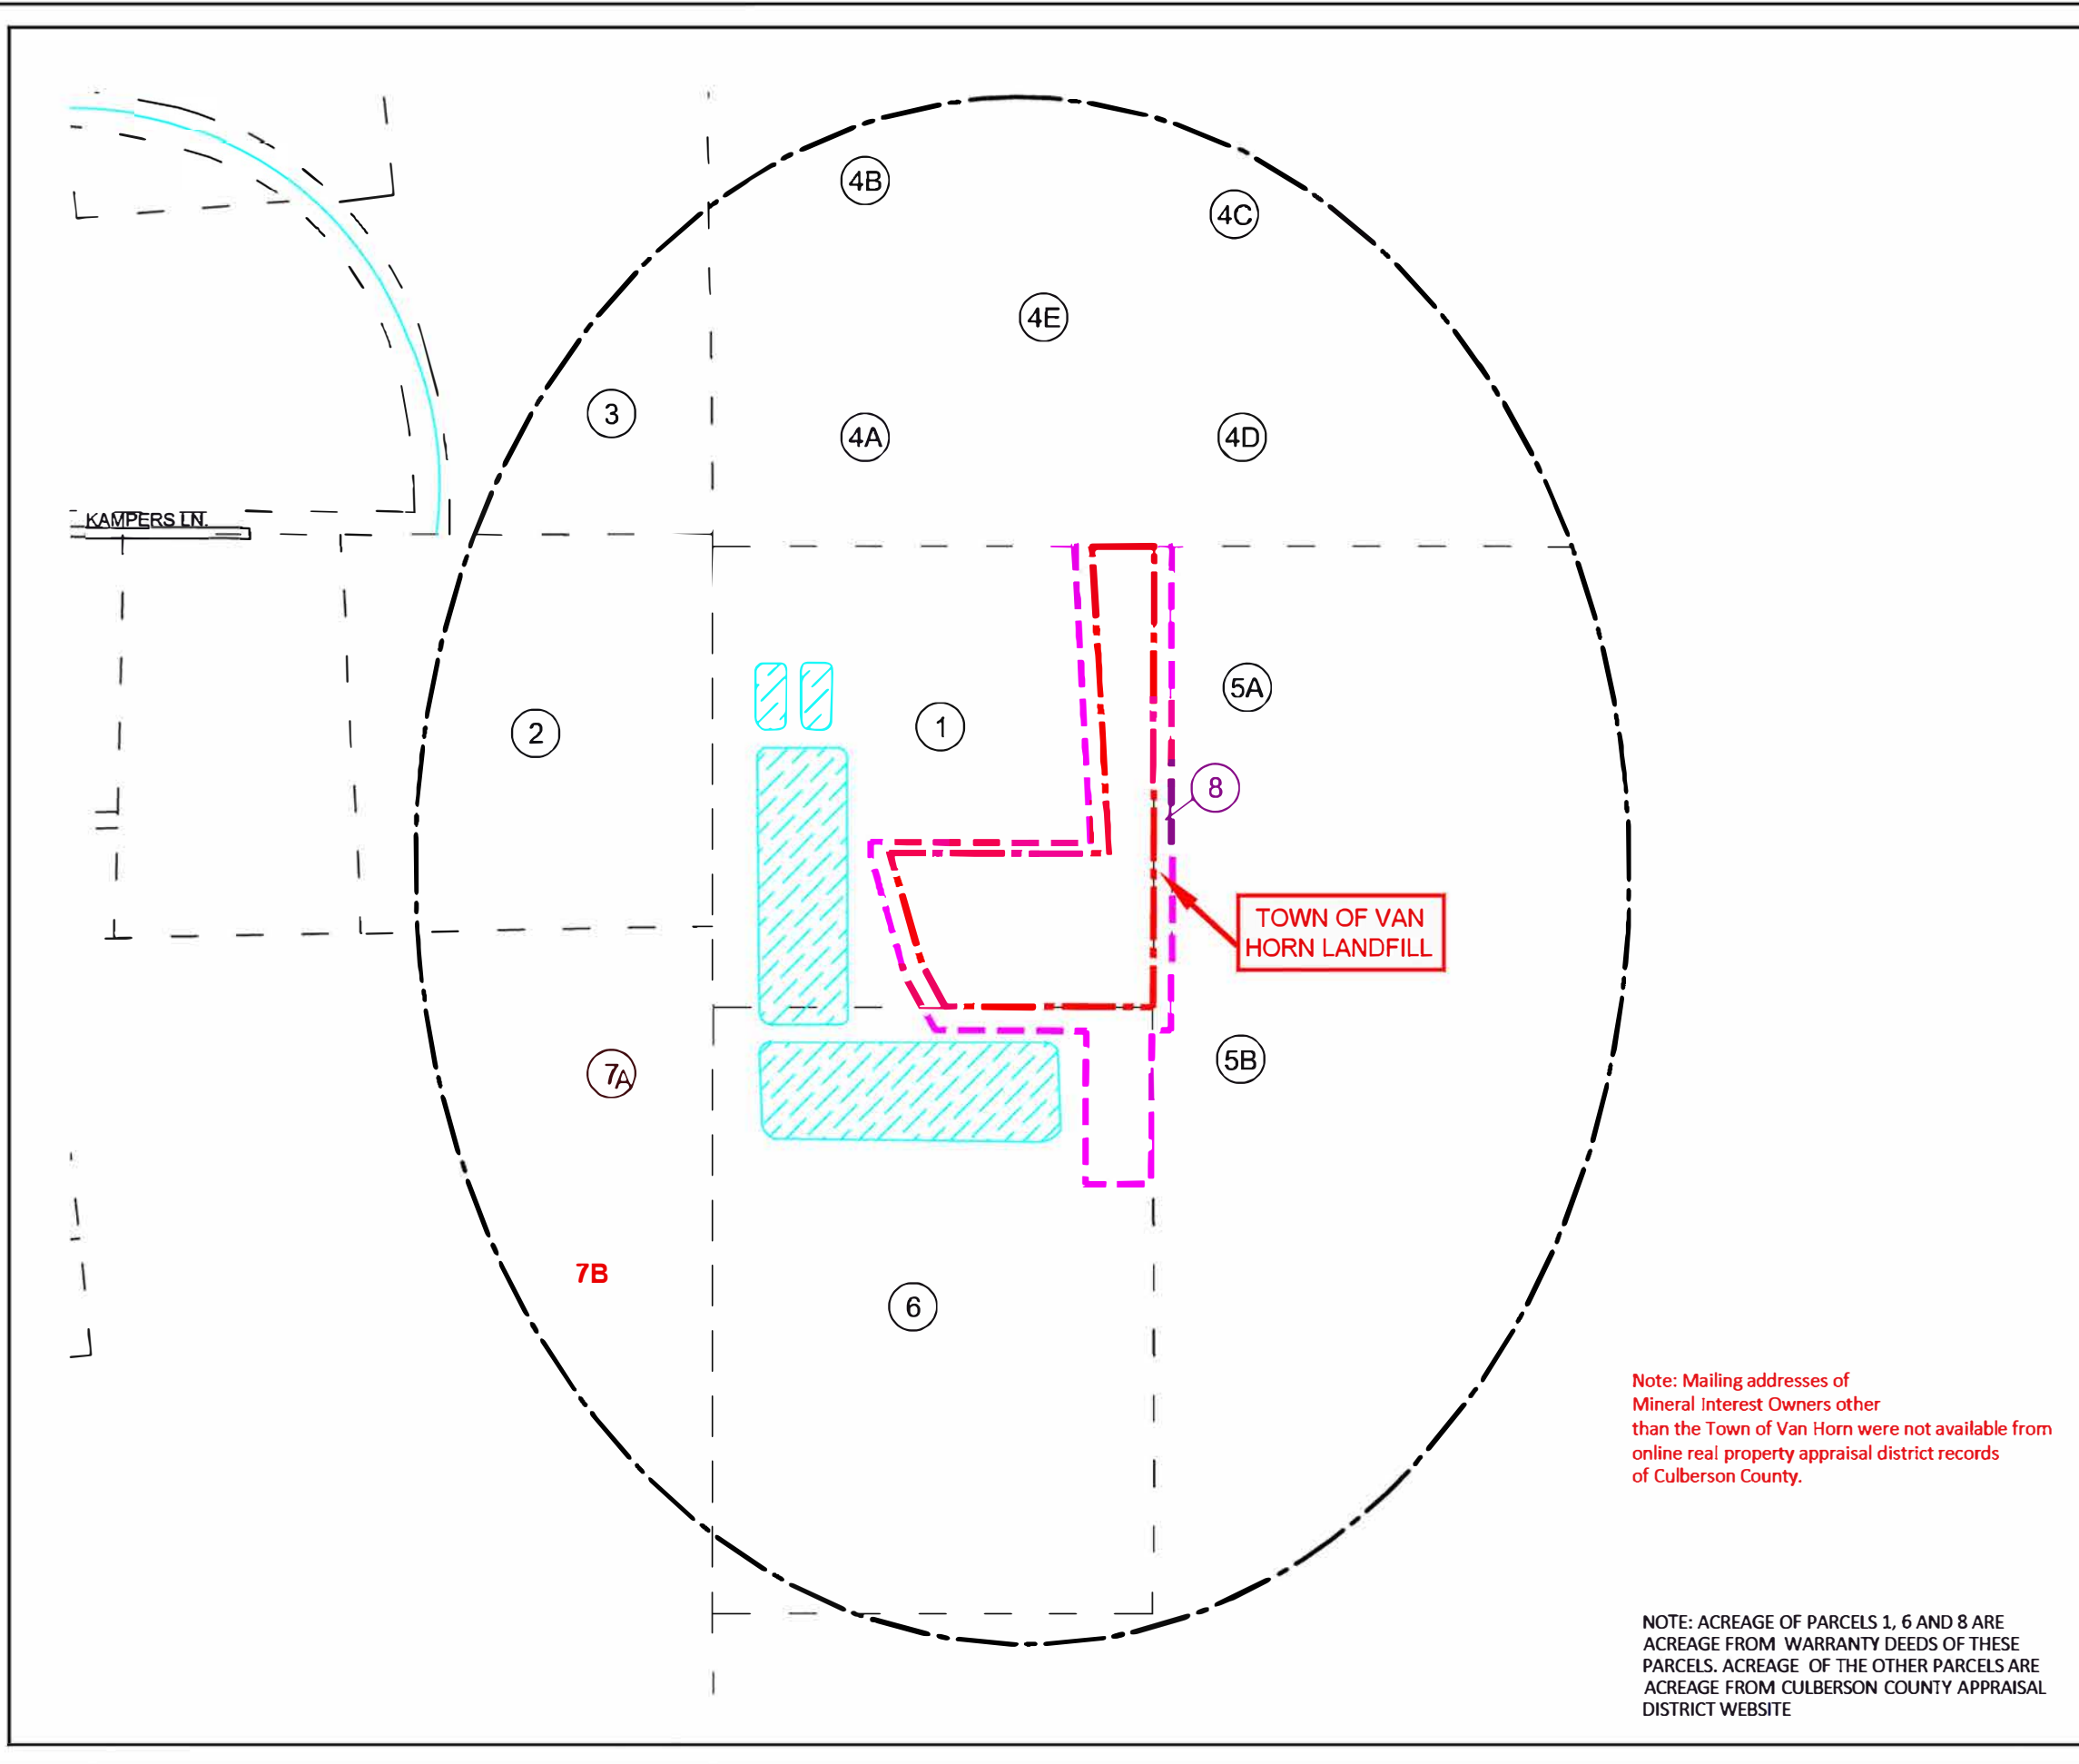 4B
4C
4E
3
4A
4D
KAMPERS LN.
5A
1
2
8
TOWN OF VAN
HORN LANDFILL
5B
7A
7B
6
Note: Mailing addresses of
Mineral Interest Owners other
than the Town of Van Horn were not available from
online real property appraisal district records
of Culberson County.
NOTE: ACREAGE OF PARCELS 1, 6 AND 8 ARE
ACREAGE FROM WARRANTY DEEDS OF THESE
PARCELS. ACREAGE OF THE OTHER PARCELS ARE
ACREAGE FROM CULBERSON COUNTY APPRAISAL
DISTRICT WEBSITE